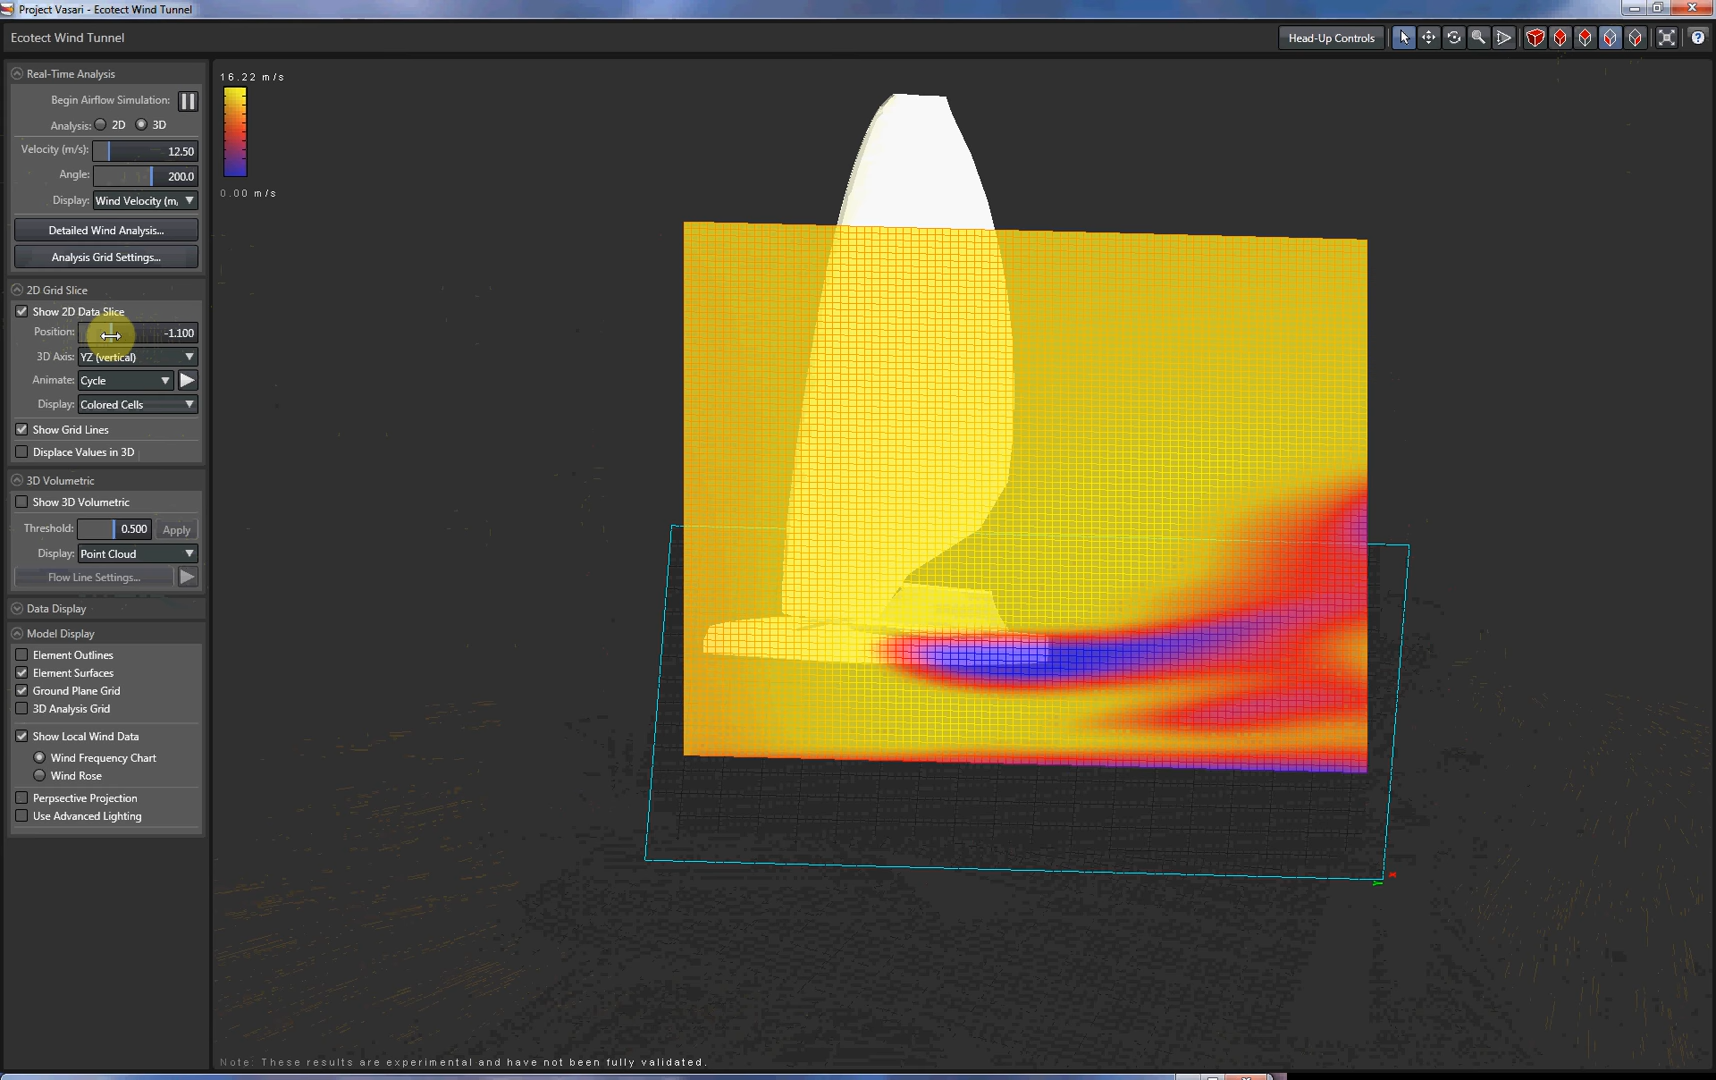 Project Vasari - Ecotect Wind Tunnel
Ecotect Wind Tunnel
Head-Up Controls
?
Real-Time Analysis
Begin Airflow Simulation:
Analysis: 2D 3D
Velocity (m/s): 12.50
Angle: 200.0
Display: Wind Velocity (m,
Detailed Wind Analysis...
Analysis Grid Settings...
2D Grid Slice
Show 2D Data Slice
Position: -1.100
3D Axis: YZ (vertical)
Animate: Cycle
Display: Colored Cells
Show Grid Lines
Displace Values in 3D
3D Volumetric
Show 3D Volumetric
Threshold: 0.500 Apply
Display: Point Cloud
Flow Line Settings...
Data Display
Model Display
Element Outlines
Element Surfaces
Ground Plane Grid
3D Analysis Grid
Show Local Wind Data
Wind Frequency Chart
Wind Rose
Perpsective Projection
Use Advanced Lighting
16.22 m/s
0.00 m/s
X
Y
Note: These results are experimental and have not been fully validated.